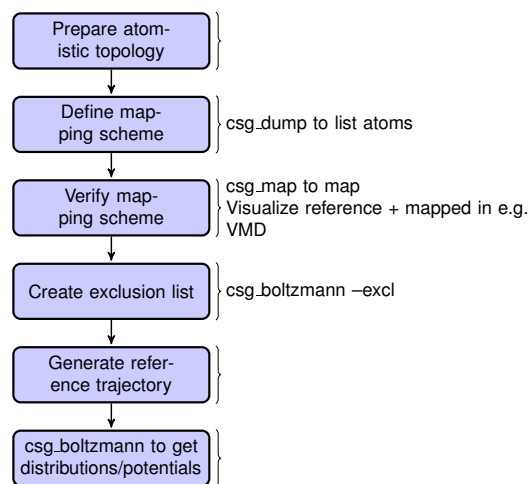 Prepare atom-
istic topology
Define map-
ping scheme
csg_dump to list atoms
Verify map-
ping scheme
csg_map to map
Visualize reference + mapped in e.g.
VMD
Create exclusion list
csg_boltzmann –excl
Generate refer-
ence trajectory
csg_boltzmann to get
distributions/potentials